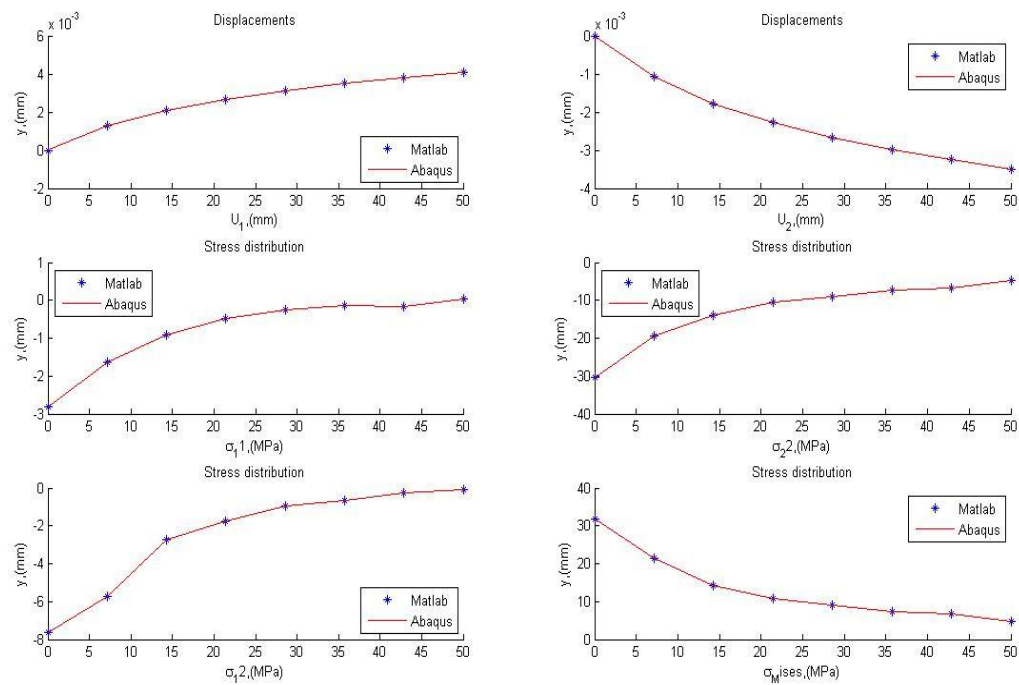 Displacements
x 10^-3
6
4
2
0
-2
y,(mm)
Matlab
Abaqus
0 5 10 15 20 25 30 35 40 45 50
U_1,(mm)
Displacements
x 10^-3
0
-1
-2
-3
-4
y,(mm)
Matlab
Abaqus
0 5 10 15 20 25 30 35 40 45 50
U_2,(mm)
Stress distribution
1
0
-1
-2
-3
y,(mm)
Matlab
Abaqus
0 5 10 15 20 25 30 35 40 45 50
σ_11,(MPa)
Stress distribution
0
-10
-20
-30
-40
y,(mm)
Matlab
Abaqus
0 5 10 15 20 25 30 35 40 45 50
σ_22,(MPa)
Stress distribution
0
-2
-4
-6
-8
y,(mm)
Matlab
Abaqus
0 5 10 15 20 25 30 35 40 45 50
σ_12,(MPa)
Stress distribution
40
30
20
10
0
y,(mm)
Matlab
Abaqus
0 5 10 15 20 25 30 35 40 45 50
σ_Mises,(MPa)